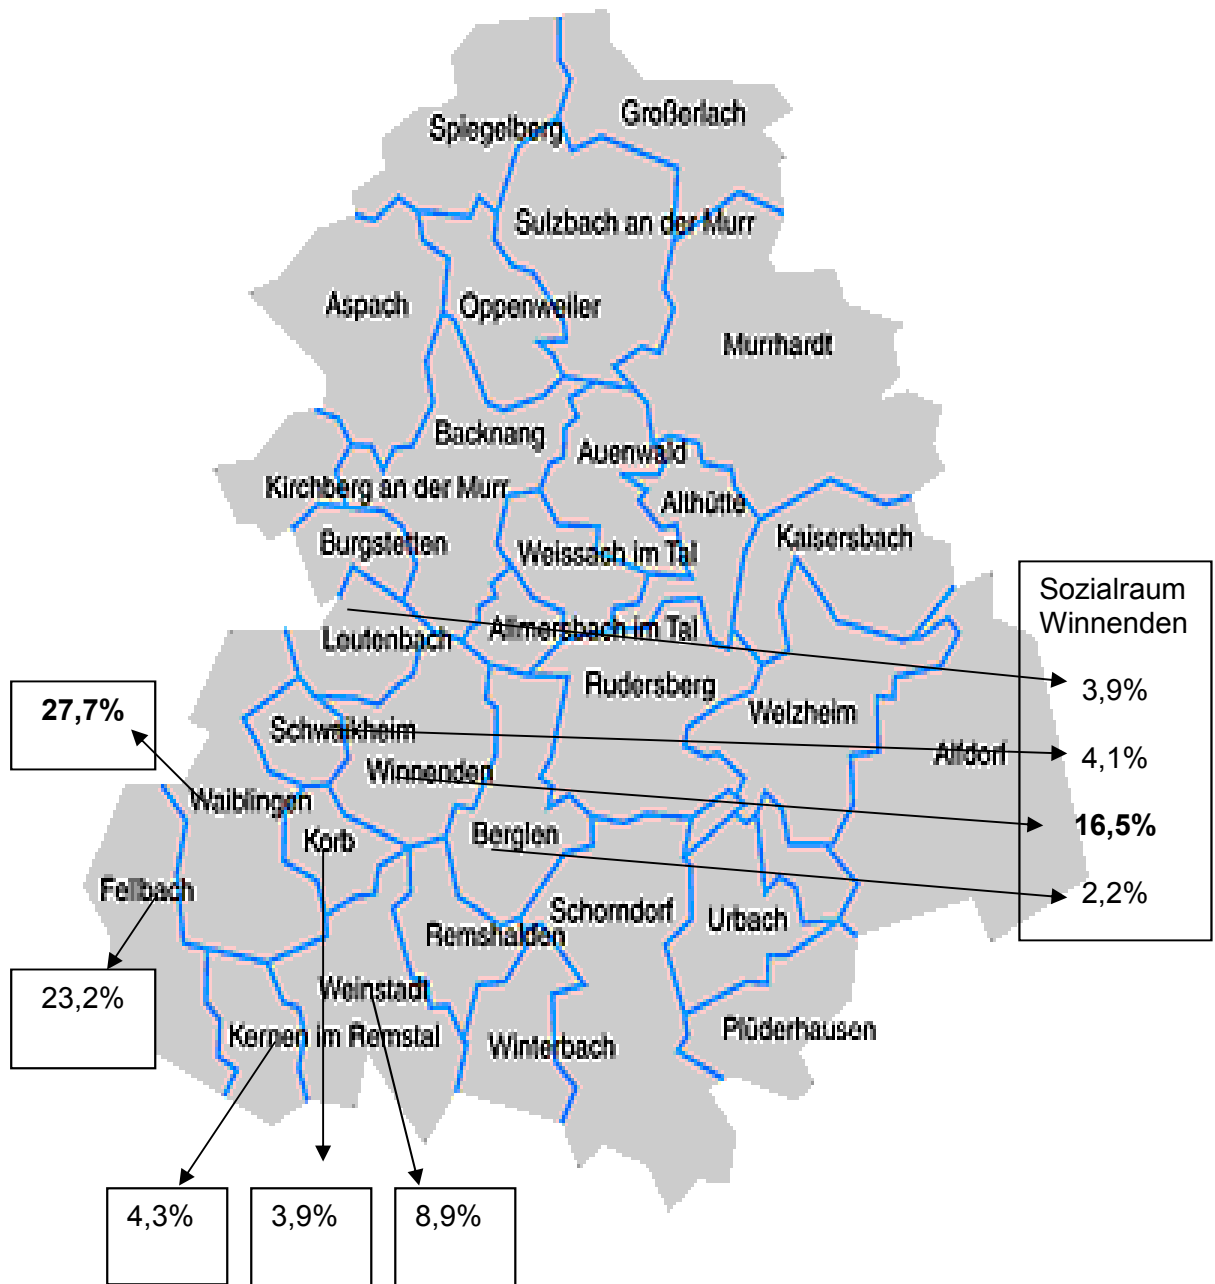 Großerlach
Spiegelberg
Sulzbach an der Murr
Aspach
Oppenweiler
Murrhardt
Backnang
Auenwald
Kirchberg an der Murr
Althütte
Kaisersbach
Burgstetten
Weissach im Tal
Sozialraum
Winnenden
Leutenbach
Allmersbach im Tal
Rudersberg
3,9%
27,7%
Welzheim
Schwaikheim
Alfdorf
4,1%
Winnenden
Waiblingen
16,5%
Korb
Berglen
Fellbach
2,2%
Schorndorf
Urbach
Remshalden
23,2%
Weinstadt
Kernen im Remstal
Winterbach
Plüderhausen
4,3%
3,9%
8,9%